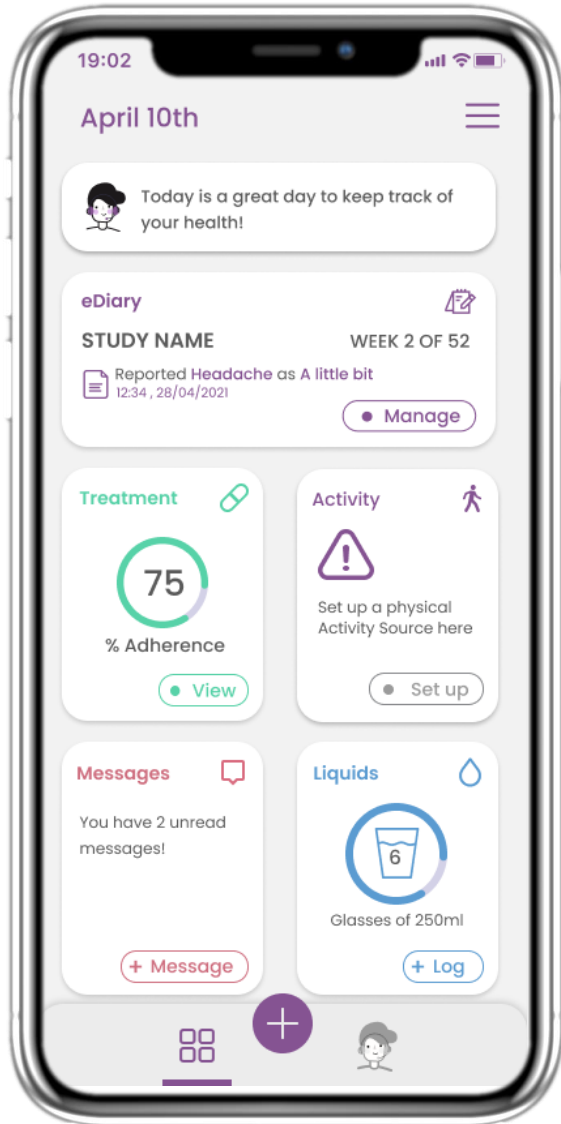 19:02
April 10th
Today is a great day to keep track of
your health!
eDiary
STUDY NAME
WEEK 2 OF 52
Reported Headache as A little bit
12:34 , 28/04/2021
Manage
Treatment
75
% Adherence
View
Activity
Set up a physical
Activity Source here
Set up
Messages
You have 2 unread
messages!
+ Message
Liquids
6
Glasses of 250ml
+ Log